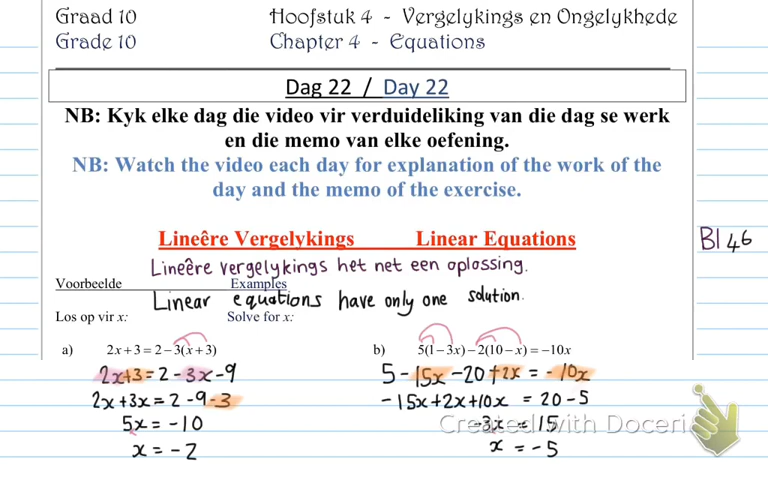 Graad 10 Hoofstuk 4 - Vergelykings en Ongelykhede
Grade 10 Chapter 4 - Equations
Dag 22 / Day 22
NB: Kyk elke dag die video vir verduideliking van die dag se werk
en die memo van elke oefening.
NB: Watch the video each day for explanation of the work of the
day and the memo of the exercise.
Lineêre Vergelykings Linear Equations
Bl 46
Lineêre vergelykings het net een oplossing.
Voorbeelde Examples
Linear equations have only one solution.
Los op vir x: Solve for x:
a) 2x + 3 = 2 − 3(x + 3) b) 5(1 − 3x) − 2(10 − x) = −10x
2x+3 = 2 - 3x - 9 5 - 15x - 20 + 2x = -10x
2x + 3x = 2 - 9 - 3 -15x + 2x + 10x = 20 - 5
5x = -10 -3x = 15
x = -2 x = -5
Created with Doceri